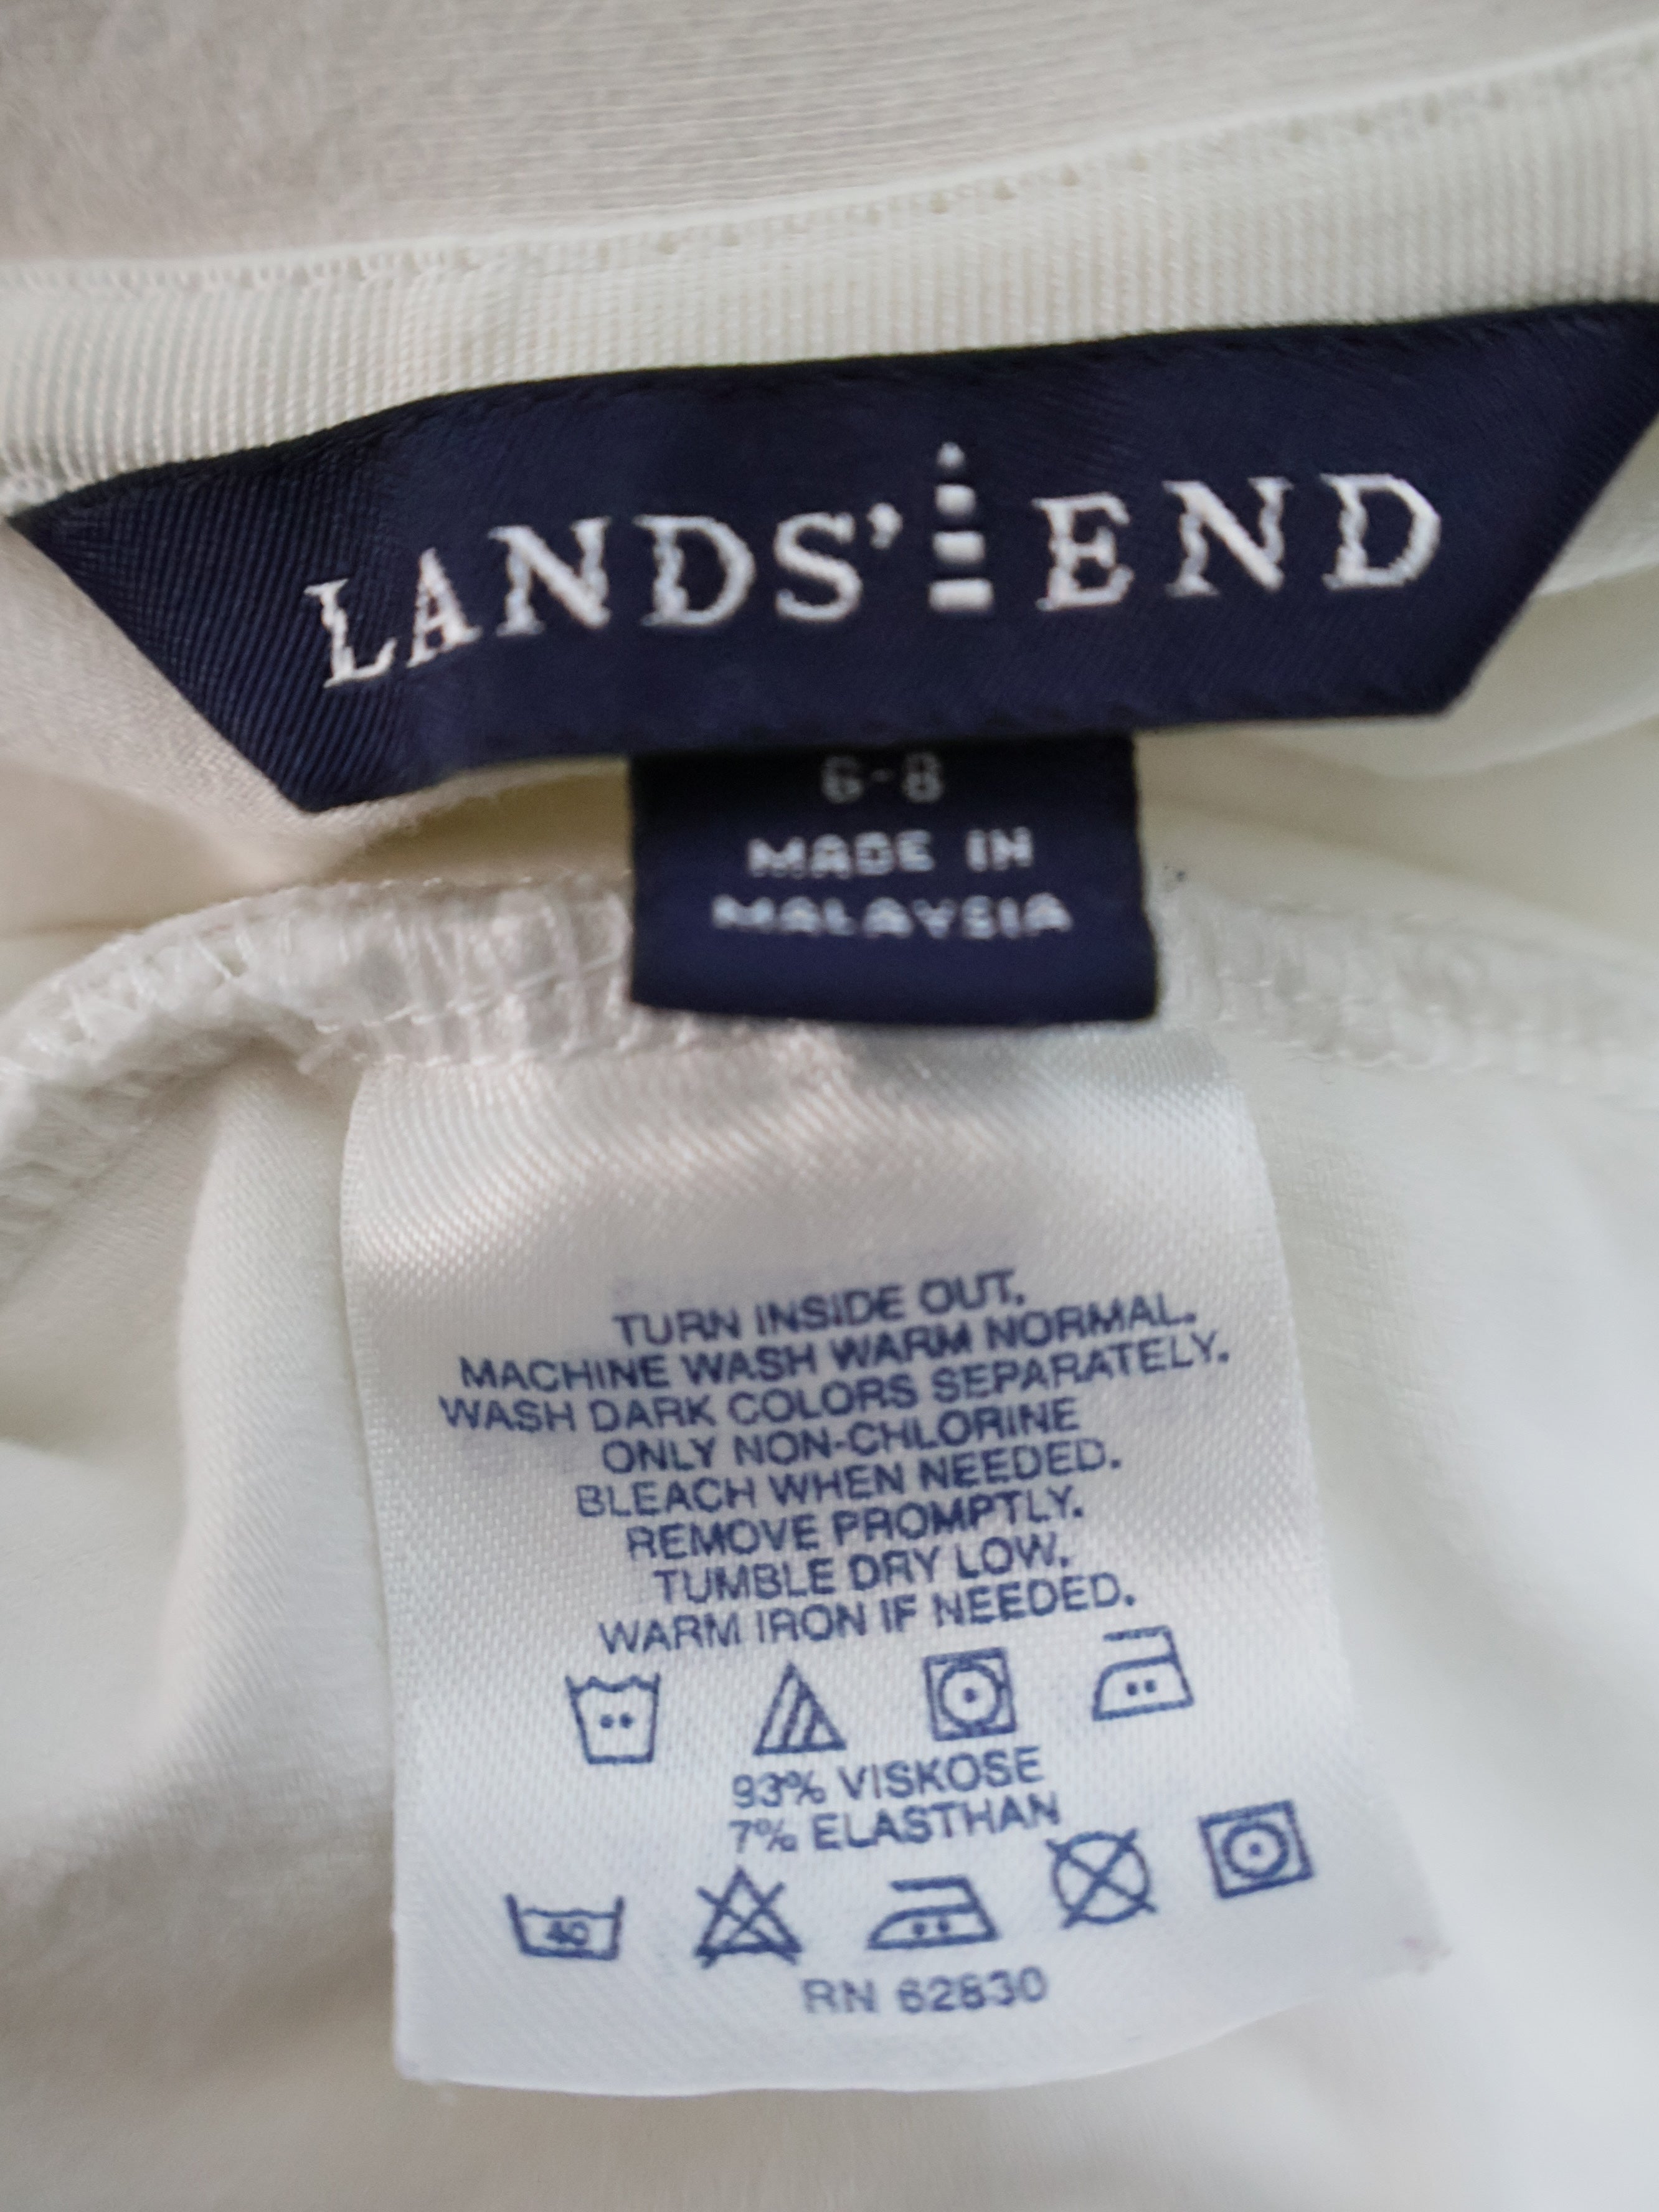 LANDS' END
6-8
MADE IN
MALAYSIA
TURN INSIDE OUT.
MACHINE WASH WARM NORMAL.
WASH DARK COLORS SEPARATELY.
ONLY NON-CHLORINE
BLEACH WHEN NEEDED.
REMOVE PROMPTLY.
TUMBLE DRY LOW.
WARM IRON IF NEEDED.
93% VISKOSE
7% ELASTHAN
40
RN 62830